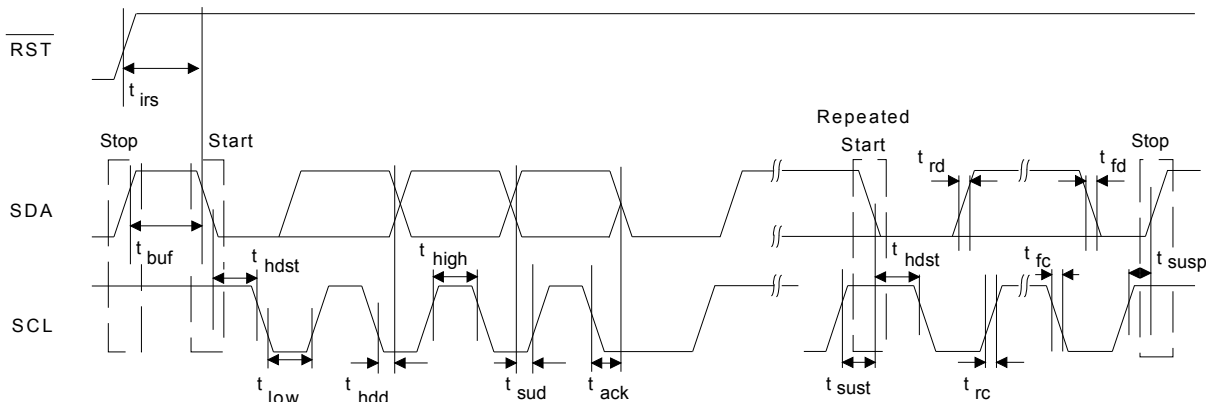 RST
t irs
Stop
Start
Repeated
Start
Stop
t rd
t fd
SDA
t buf
t hdst
t high
t hdst
t fc
t susp
SCL
t low
t hdd
t sud
t ack
t sust
t rc